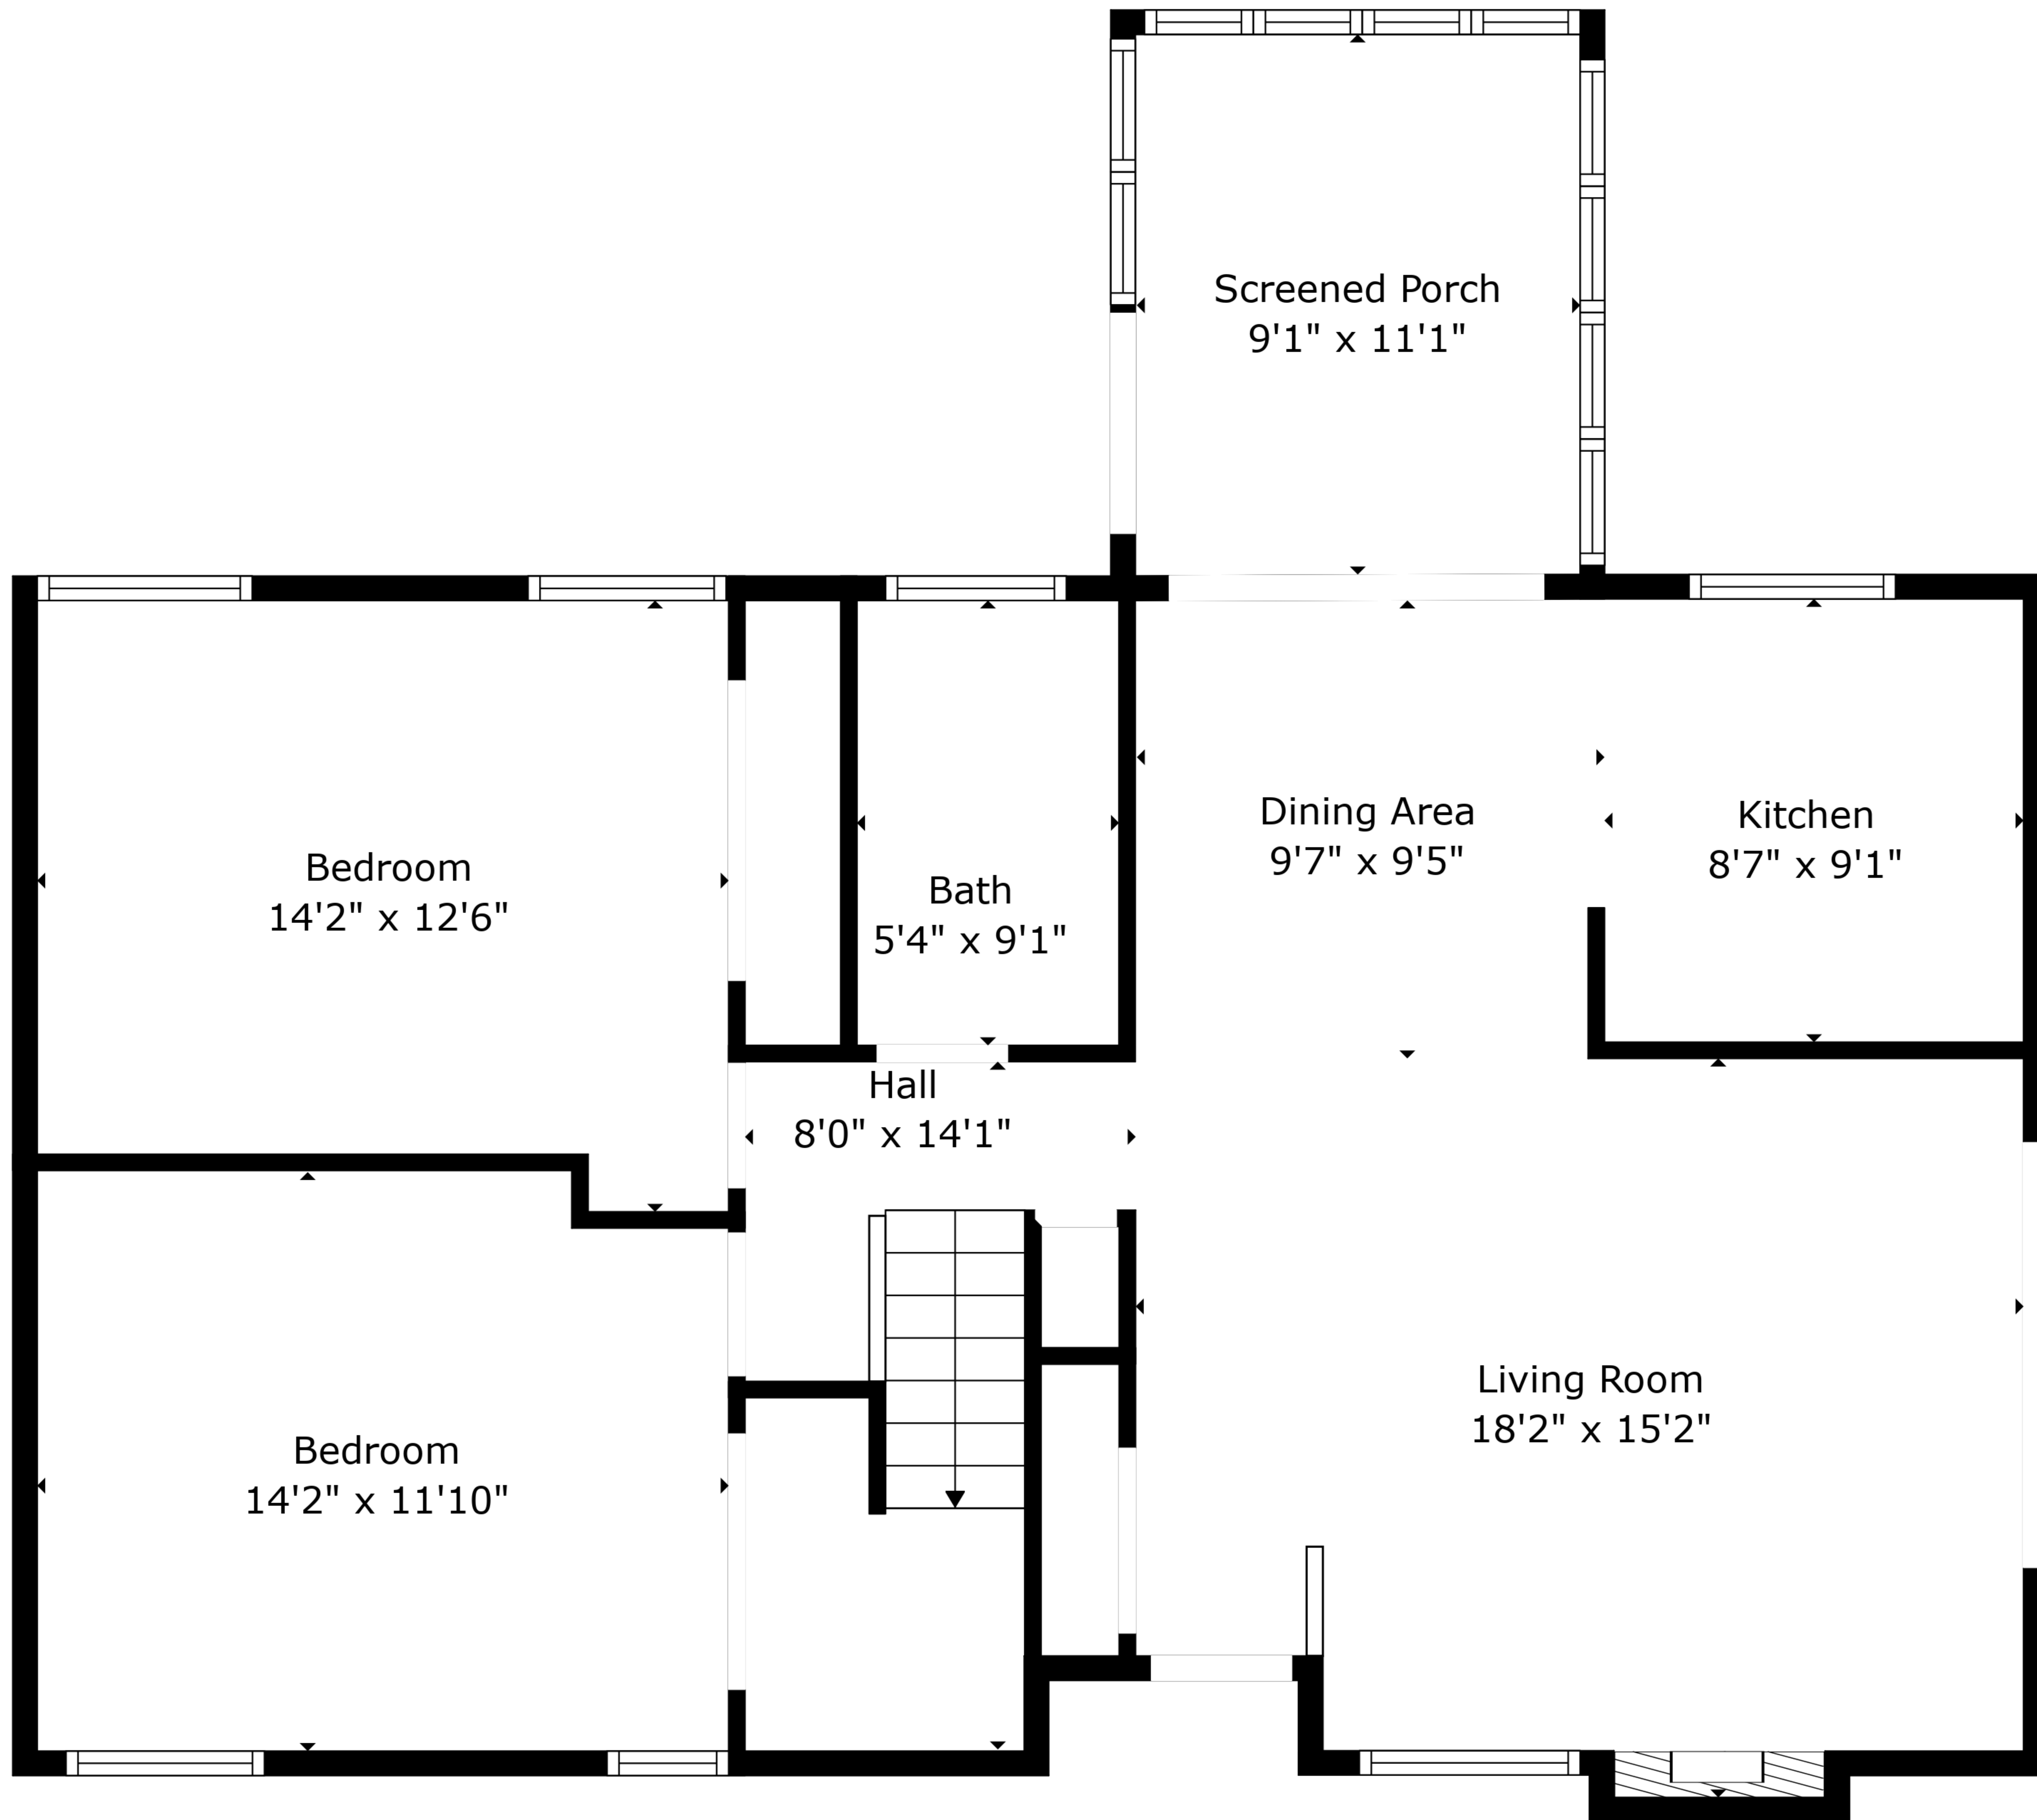 Screened Porch
9'1" x 11'1"
Dining Area
9'7" x 9'5"
Kitchen
8'7" x 9'1"
Bedroom
14'2" x 12'6"
Bath
5'4" x 9'1"
Hall
8'0" x 14'1"
Living Room
18'2" x 15'2"
Bedroom
14'2" x 11'10"